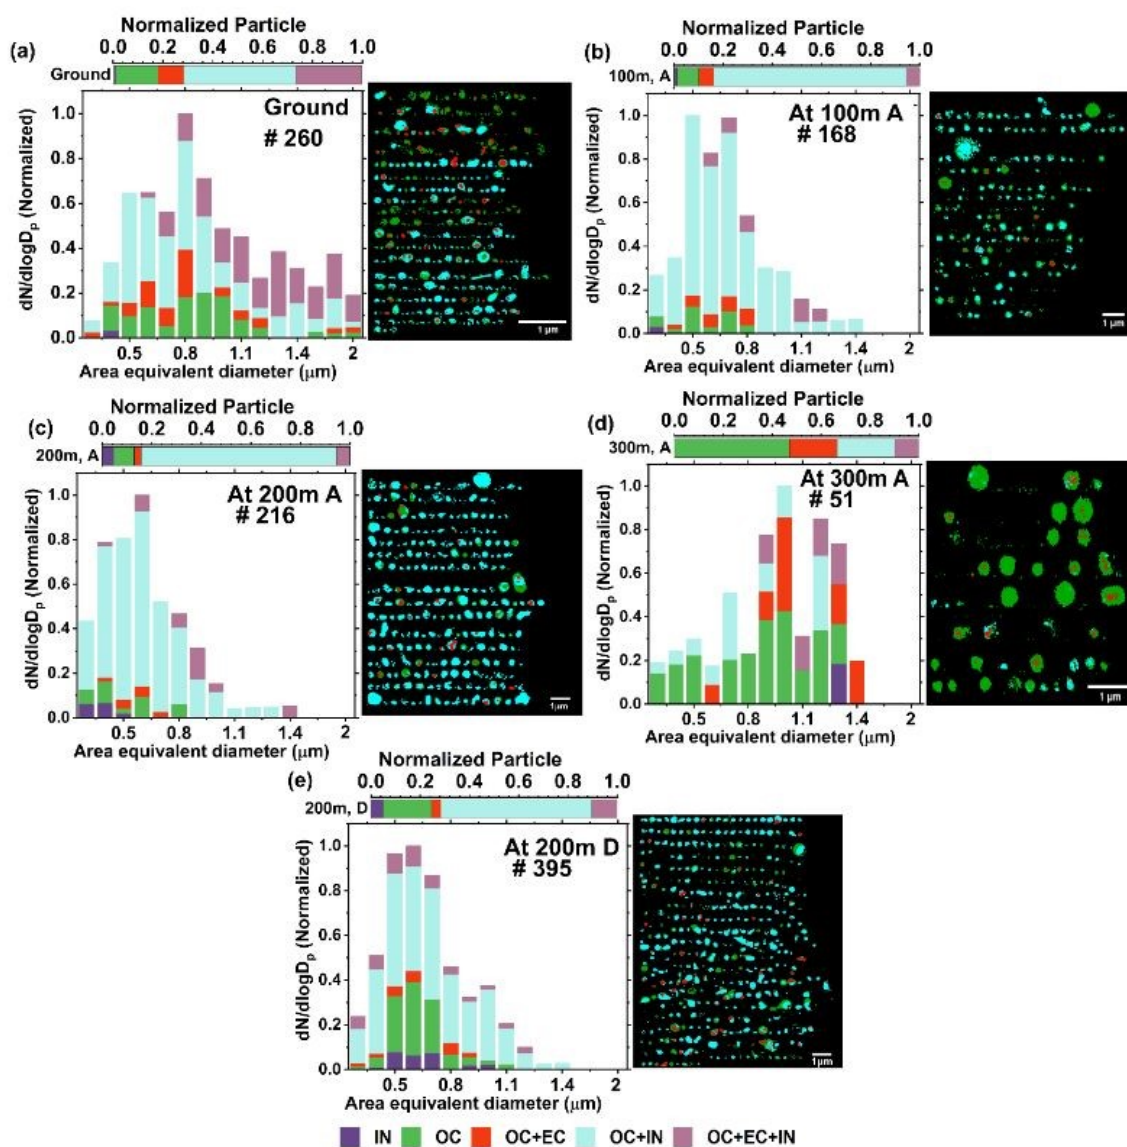 Normalized Particle
(a)
0.0 0.2 0.4 0.6 0.8 1.0
Ground
Ground
# 260
dN/dlogDp (Normalized)
1.0
0.8
0.6
0.4
0.2
0.0
0.5 0.8 1.1 1.4 2
Area equivalent diameter (μm)
1 μm
Normalized Particle
(b)
0.0 0.2 0.4 0.6 0.8 1.0
100m, A
At 100m A
# 168
dN/dlogDp (Normalized)
1.0
0.8
0.6
0.4
0.2
0.0
0.5 0.8 1.1 1.4 2
Area equivalent diameter (μm)
1 μm
Normalized Particle
(c)
0.0 0.2 0.4 0.6 0.8 1.0
200m, A
At 200m A
# 216
dN/dlogDp (Normalized)
1.0
0.8
0.6
0.4
0.2
0.0
0.5 0.8 1.1 1.4 2
Area equivalent diameter (μm)
1μm
Normalized Particle
(d)
0.0 0.2 0.4 0.6 0.8 1.0
300m, A
At 300m A
# 51
dN/dlogDp (Normalized)
1.0
0.8
0.6
0.4
0.2
0.0
0.5 0.8 1.1 1.4 2
Area equivalent diameter (μm)
1 μm
Normalized Particle
(e)
0.0 0.2 0.4 0.6 0.8 1.0
200m, D
At 200m D
# 395
dN/dlogDp (Normalized)
1.0
0.8
0.6
0.4
0.2
0.0
0.5 0.8 1.1 1.4 2
Area equivalent diameter (μm)
1μm
IN OC OC+EC OC+IN OC+EC+IN